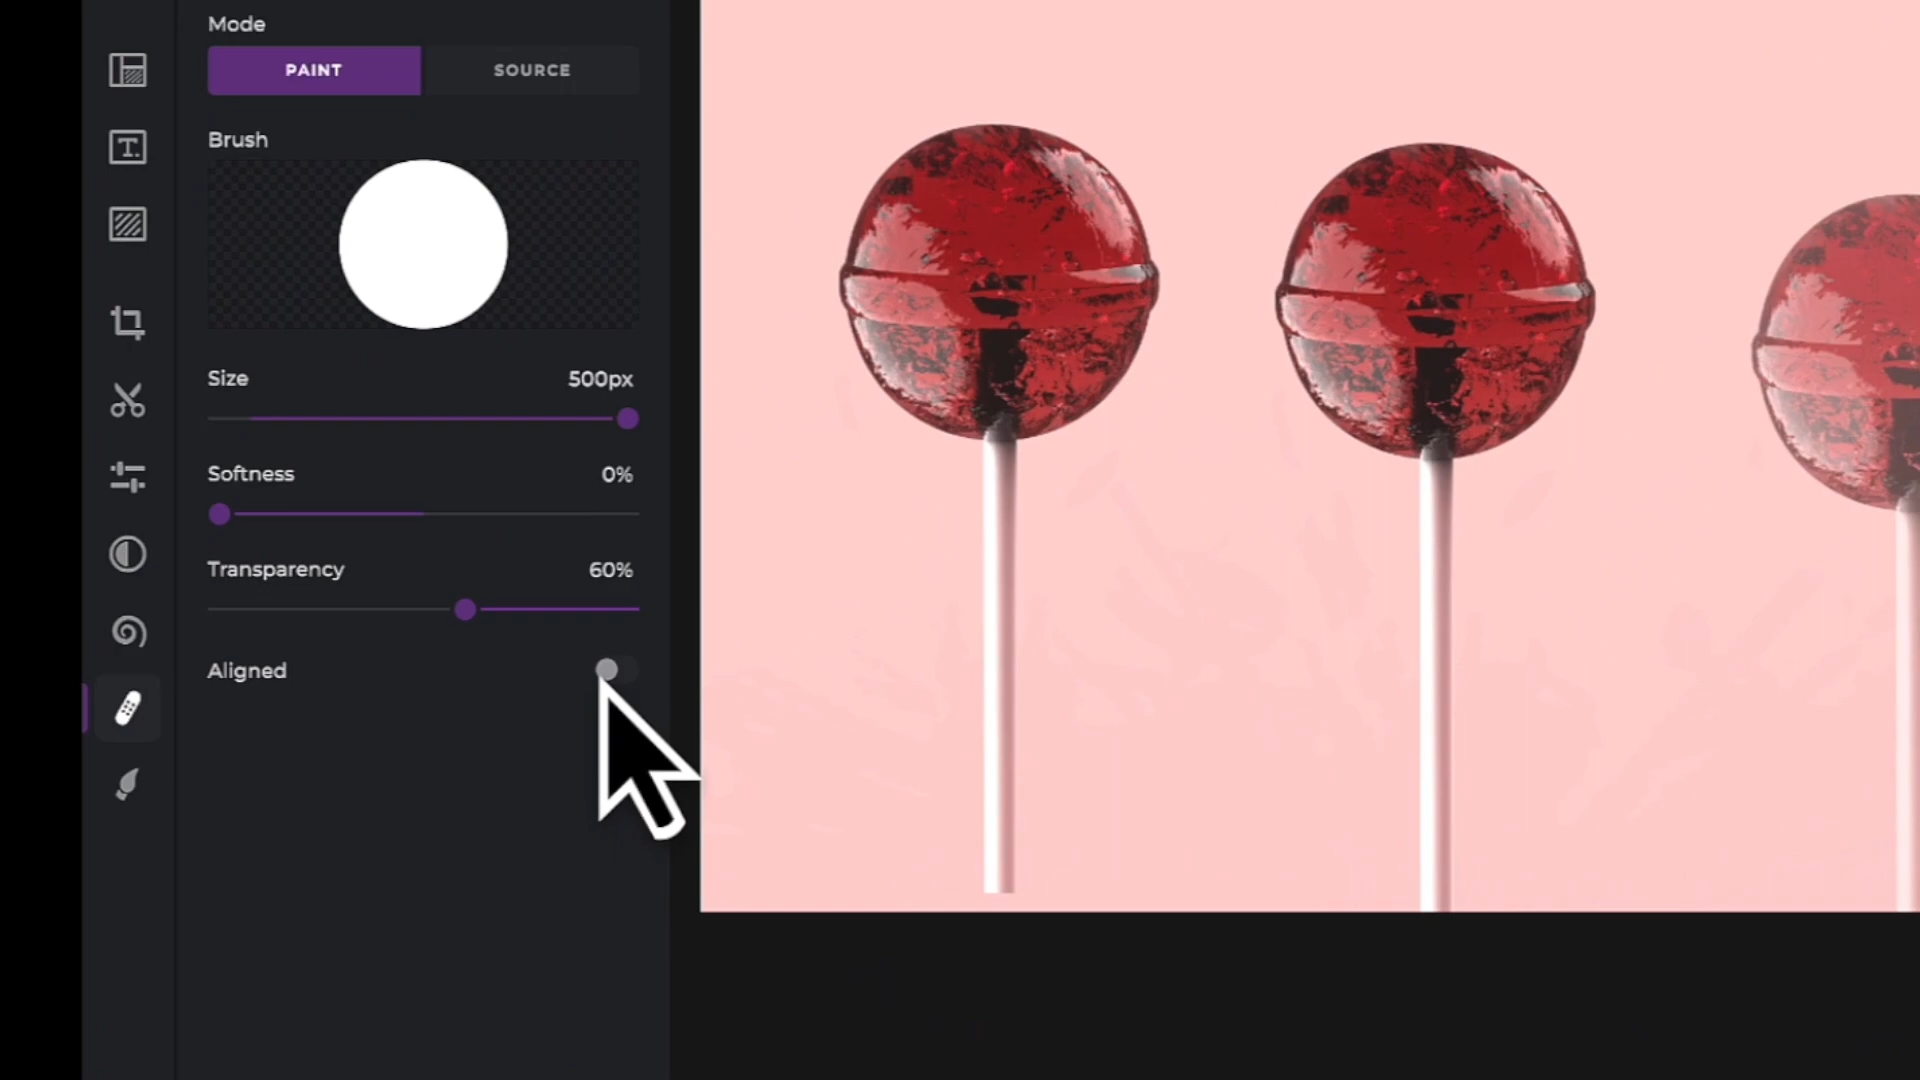 Mode
PAINT
SOURCE
Brush
Size
500px
Softness
0%
Transparency
60%
Aligned
T.